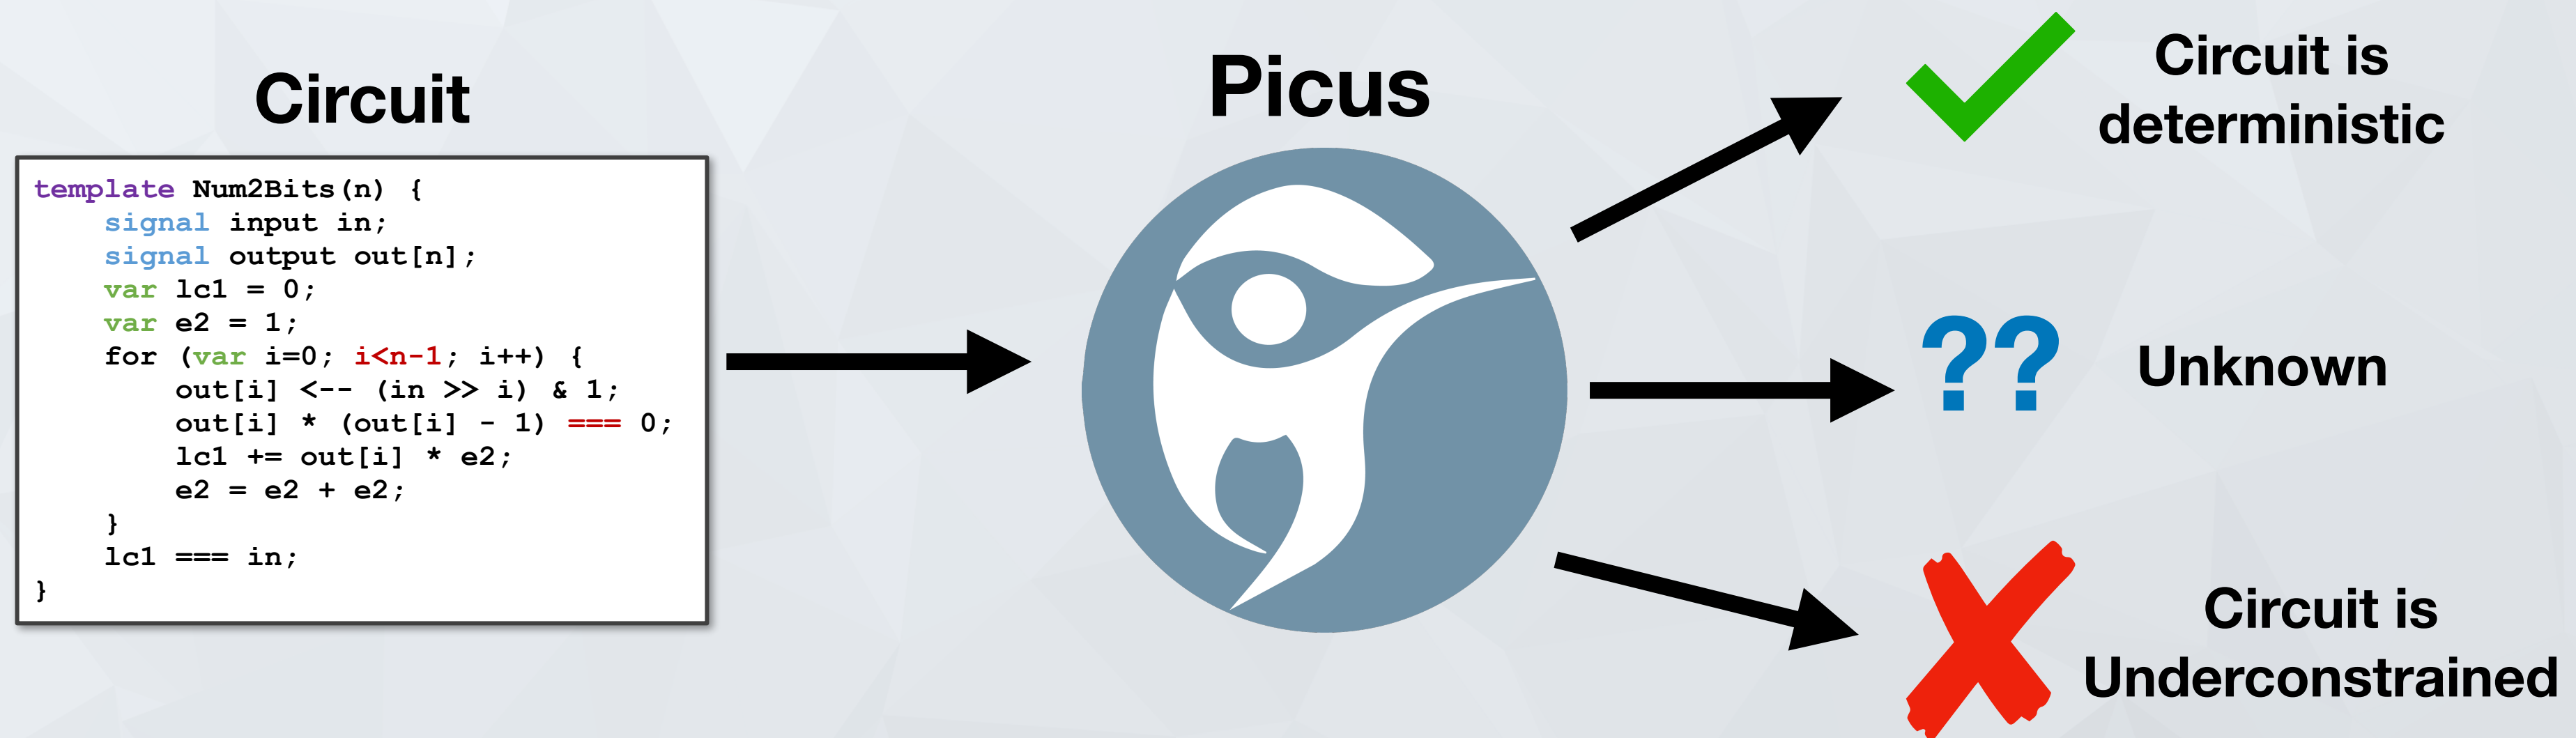 Circuit
template Num2Bits(n) {
    signal input in;
    signal output out[n];
    var lc1 = 0;
    var e2 = 1;
    for (var i=0; i<n-1; i++) {
        out[i] <-- (in >> i) & 1;
        out[i] * (out[i] - 1) === 0;
        lc1 += out[i] * e2;
        e2 = e2 + e2;
    }
    lc1 === in;
}
Picus
Circuit is
deterministic
??
Unknown
Circuit is
Underconstrained